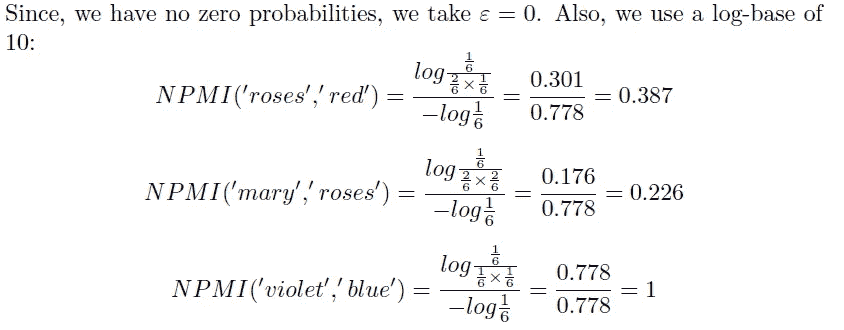 Since, we have no zero probabilities, we take ε = 0. Also, we use a log-base of
10:
NPMI('roses','red') = \frac{log\frac{\frac{1}{6}}{\frac{2}{6}×\frac{1}{6}}}{-log\frac{1}{6}} = \frac{0.301}{0.778} = 0.387
NPMI('mary','roses') = \frac{log\frac{\frac{1}{6}}{\frac{2}{6}×\frac{2}{6}}}{-log\frac{1}{6}} = \frac{0.176}{0.778} = 0.226
NPMI('violet','blue') = \frac{log\frac{\frac{1}{6}}{\frac{1}{6}×\frac{1}{6}}}{-log\frac{1}{6}} = \frac{0.778}{0.778} = 1